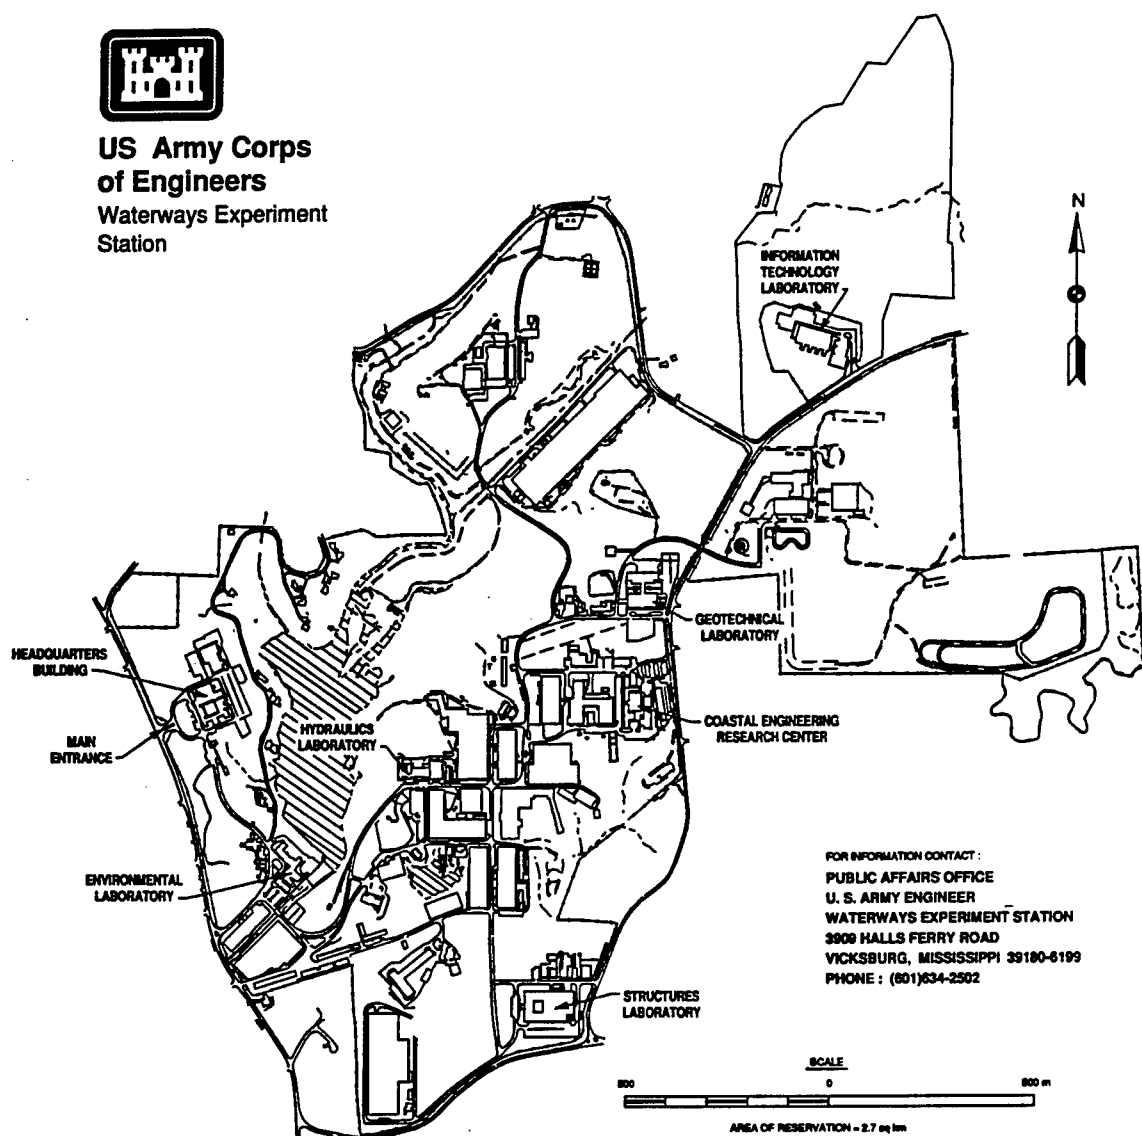 US Army Corps
of Engineers
Waterways Experiment
Station
N
INFORMATION
TECHNOLOGY
LABORATORY
GEOTECHNICAL
LABORATORY
HEADQUARTERS
BUILDING
MAIN
ENTRANCE
HYDRAULICS
LABORATORY
COASTAL ENGINEERING
RESEARCH CENTER
ENVIRONMENTAL
LABORATORY
STRUCTURES
LABORATORY
FOR INFORMATION CONTACT :
PUBLIC AFFAIRS OFFICE
U. S. ARMY ENGINEER
WATERWAYS EXPERIMENT STATION
3909 HALLS FERRY ROAD
VICKSBURG, MISSISSIPPI 39180-6199
PHONE : (601)634-2502
SCALE
500 0 500 m
AREA OF RESERVATION = 2.7 sq km